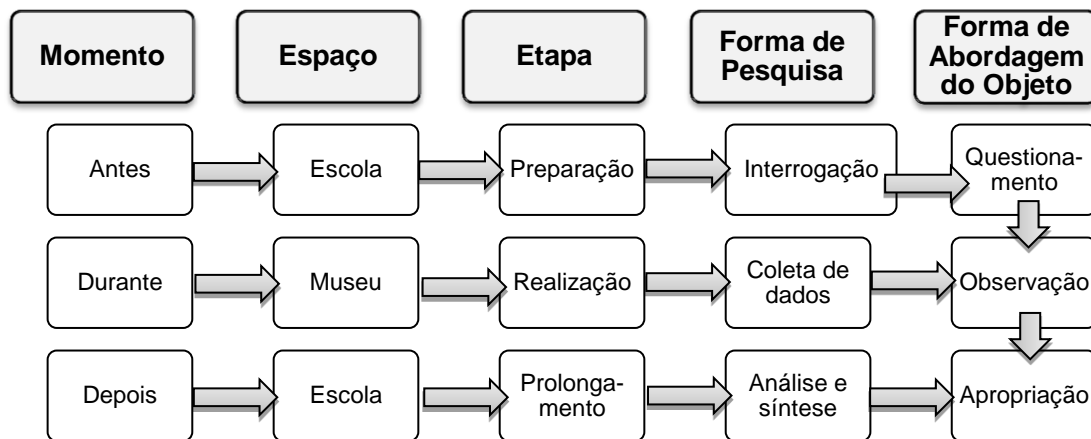 Momento
Espaço
Etapa
Forma de
Pesquisa
Forma de
Abordagem
do Objeto
Antes
Escola
Preparação
Interrogação
Questiona-
mento
Durante
Museu
Realização
Coleta de
dados
Observação
Depois
Escola
Prolonga-
mento
Análise e
síntese
Apropriação